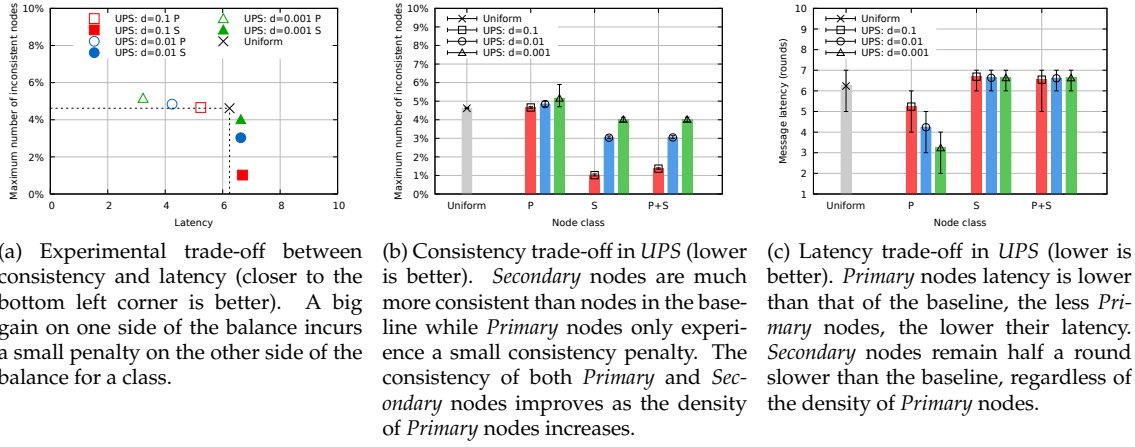 Maximum number of inconsistent nodes
10%
8%
6%
4%
2%
0%
0 2 4 6 8 10
Latency
UPS: d=0.1 P
UPS: d=0.1 S
UPS: d=0.01 P
UPS: d=0.01 S
UPS: d=0.001 P
UPS: d=0.001 S
Uniform
(a) Experimental trade-off between
consistency and latency (closer to the
bottom left corner is better). A big
gain on one side of the balance incurs
a small penalty on the other side of the
balance for a class.
Maximum number of inconsistent nodes
10%
9%
8%
7%
6%
5%
4%
3%
2%
1%
0%
Uniform
UPS: d=0.1
UPS: d=0.01
UPS: d=0.001
Uniform P S P+S
Node class
(b) Consistency trade-off in UPS (lower
is better). Secondary nodes are much
more consistent than nodes in the base-
line while Primary nodes only experi-
ence a small consistency penalty. The
consistency of both Primary and Sec-
ondary nodes improves as the density
of Primary nodes increases.
Message latency (rounds)
10
9
8
7
6
5
4
3
2
1
Uniform
UPS: d=0.1
UPS: d=0.01
UPS: d=0.001
Uniform P S P+S
Node class
(c) Latency trade-off in UPS (lower is
better). Primary nodes latency is lower
than that of the baseline, the less Pri-
mary nodes, the lower their latency.
Secondary nodes remain half a round
slower than the baseline, regardless of
the density of Primary nodes.